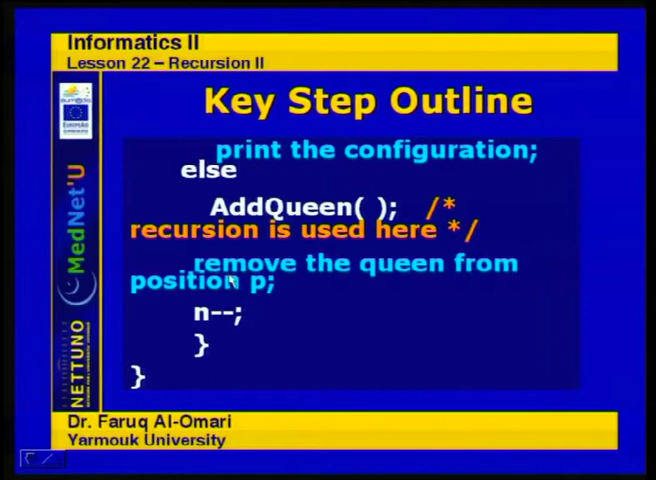 Informatics II
Lesson 22 – Recursion II
Key Step Outline
print the configuration;
else
AddQueen( ); /*
recursion is used here */
remove the queen from
position p;
n--;
}
}
MedNet'U
NETTUNO
Dr. Faruq Al-Omari
Yarmouk University